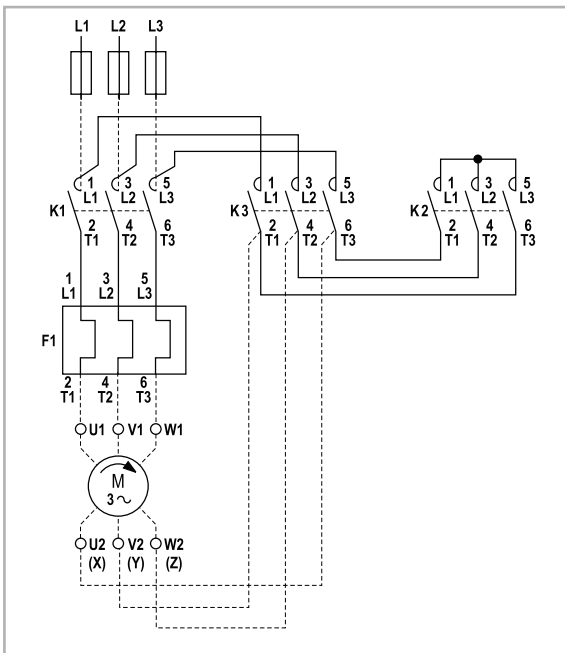 L1 L2 L3
1 3 5 1 3 5 1 3 5
L1 L2 L3 L1 L2 L3 L1 L2 L3
K1 K3 K2
2 4 6 2 4 6 2 4 6
T1 T2 T3 T1 T2 T3 T1 T2 T3
1 3 5
L1 L2 L3
F1
2 4 6
T1 T2 T3
U1 V1 W1
M
3 ~
U2 V2 W2
(X) (Y) (Z)